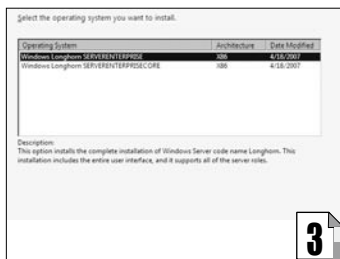 Select the operating system you want to install.
Operating System Architecture Date Modified
Windows Longhorn SERVERENTERPRISE X86 4/18/2007
Windows Longhorn SERVERENTERPRISECORE X86 4/18/2007
Description:
This option installs the complete installation of Windows Server code name Longhorn. This
installation includes the entire user interface, and it supports all of the server roles.
3